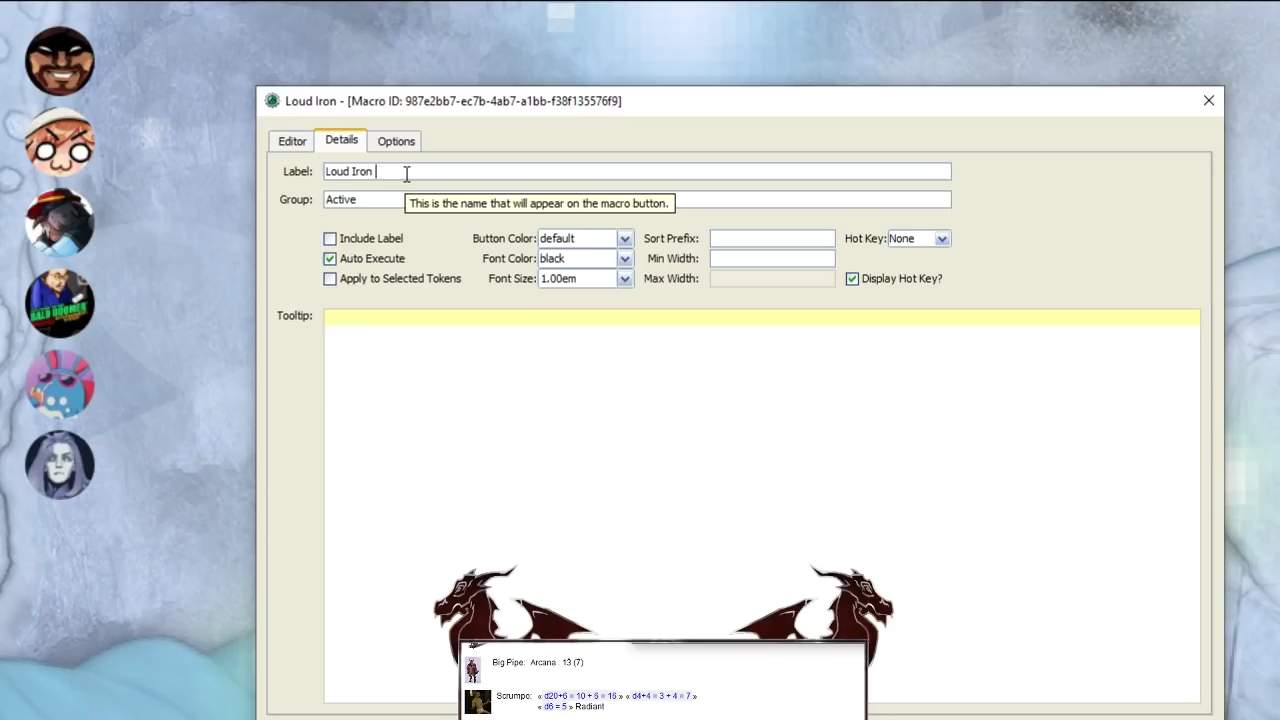 Loud Iron - [Macro ID: 987e2bb7-ec7b-4ab7-a1bb-f38f135576f9]
Editor Details Options
Label: Loud Iron
Group: Active
This is the name that will appear on the macro button.
Include Label Button Color: default Sort Prefix: Hot Key: None
Auto Execute Font Color: black Min Width:
Apply to Selected Tokens Font Size: 1.00em Max Width: Display Hot Key?
Tooltip:
BALD BOOMER
Big Pipe: Arcana: 13 (7)
Scrumpo: « d20+6 = 10 + 6 = 16 » « d4+4 = 3 + 4 = 7 »
« d6 = 5 » Radiant